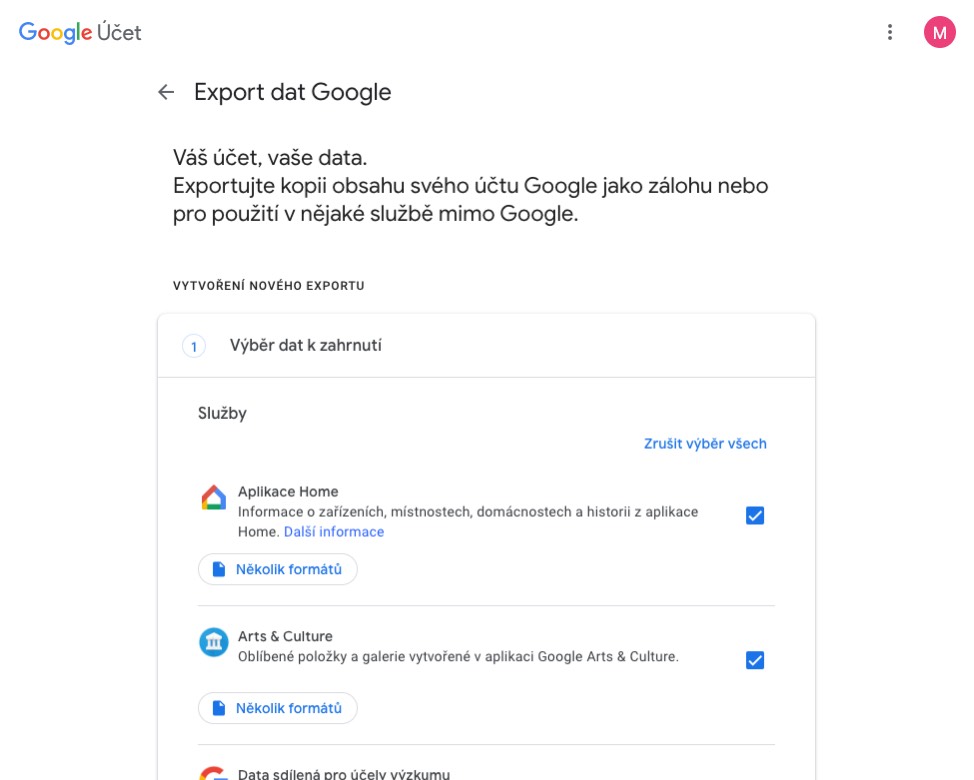 Google Účet
M
Export dat Google
Váš účet, vaše data.
Exportujte kopii obsahu svého účtu Google jako zálohu nebo
pro použití v nějaké službě mimo Google.
VYTVOŘENÍ NOVÉHO EXPORTU
1 Výběr dat k zahrnutí
Služby
Zrušit výběr všech
Aplikace Home
Informace o zařízeních, místnostech, domácnostech a historii z aplikace
Home. Další informace
Několik formátů
Arts & Culture
Oblíbené položky a galerie vytvořené v aplikaci Google Arts & Culture.
Několik formátů
Data sdílená pro účely výzkumu